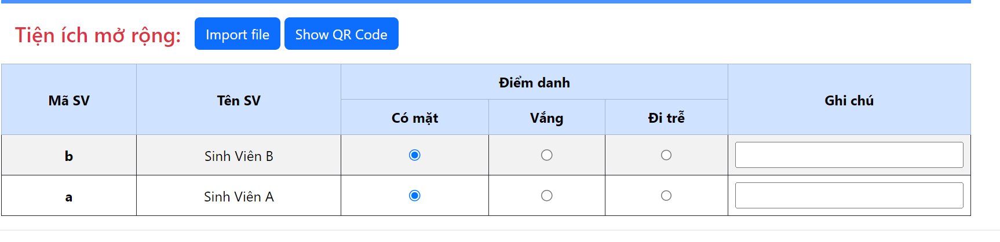 Tiện ích mở rộng: Import file Show QR Code
Mã SV Tên SV Điểm danh Ghi chú
Có mặt Vắng Đi trễ
b Sinh Viên B
a Sinh Viên A